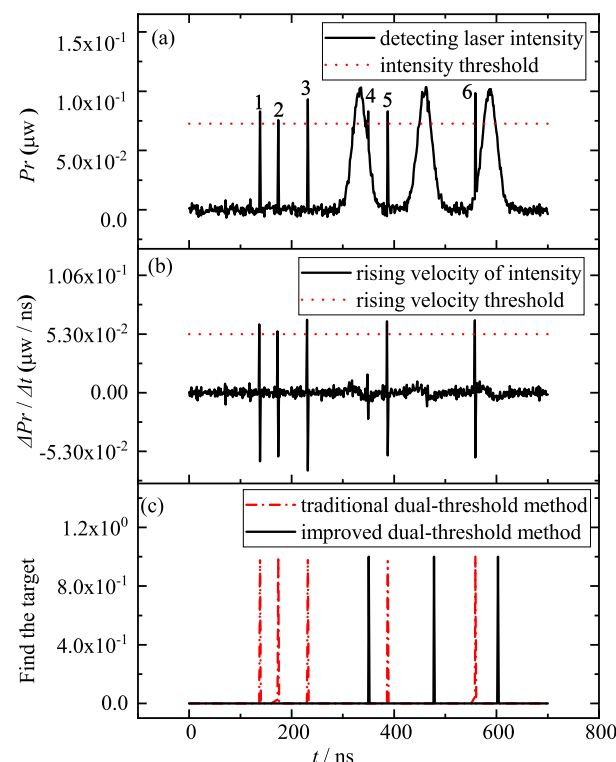 (a)
detecting laser intensity
intensity threshold
1.5x10⁻¹
1.0x10⁻¹
5.0x10⁻²
0.0
Pr (μw)
1 2 3 4 5 6
(b)
rising velocity of intensity
rising velocity threshold
1.06x10⁻¹
5.30x10⁻²
0.00
-5.30x10⁻²
ΔPr / Δt (μw / ns)
(c)
traditional dual-threshold method
improved dual-threshold method
1.2x10⁰
8.0x10⁻¹
4.0x10⁻¹
0.0
Find the target
0 200 400 600 800
t / ns